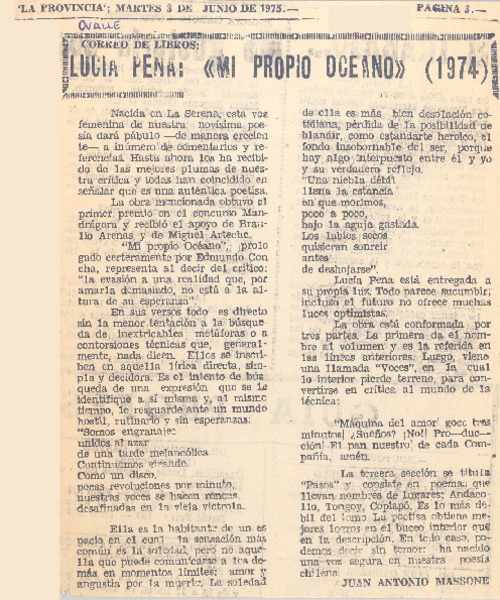 'LA PROVINCIA'; MARTES 3 DE JUNIO DE 1975.— PAGINA 3.—
OVALLE
CORREO DE LIBROS:
LUCIA PENA: «MI PROPIO OCEANO» (1974)
Nacida en La Serena, esta voz
femenina de nuestra novísima poe-
sía dará pábulo —de manera crecien
te— a inúmero de comentarios y re-
ferencias. Hasta ahora los ha recibi-
do de las mejores plumas de nues-
tra crítica y todas han coincidido en
señalar que es una auténtica poetisa.
La obra mencionada obtuvo el
primer premio en el concurso Man-
drágora y recibió el apoyo de Brau-
lio Arenas y de Miguel Arteche.
"Mi propio Océano", prolo
gado certeramente por Edmundo Con
cha, representa al decir del crítico:
"la evasión a una realidad que, por
amarla demasiado, no está a la al-
tura de su esperanza".
En sus versos todo es directo
sin la menor tentación a la búsque-
da de inextricables metáforas o a
contorsiones técnicas que, general-
mente, nada dicen. Ellos se inscri-
ben en aquella lírica directa, sim-
ple y decidora. Es el intento de bús
queda de una expresión que se le
identifique a sí misma y, al mismo
tiempo, le resguarde ante un mundo
hostil, rutinario y sin esperanzas:
"Somos engranaje:
unidos al azar
de una tarde melancólica
Continuamos girando.
Como un disco,
pocas revoluciones por minuto,
nuestras voces se hacen roncas,
desafinadas en la vieja victrola.
Ella es la habitante de un es
pacio en el cual la sensación más
común es la soledad, pero no aque-
lla que puede comunicarse a los de-
más en momentos límites: amor y
angustia por la muerte. La soledad
de ella es más bien desolación co-
tidiana, pérdida de la posibilidad de
blandir, como estandarte heroico, el
fondo insobornable del ser, porque
hay algo interpuesto entre él y yo
y su verdadero reflejo.
"Una niebla débil
llena la estancia
en que morimos,
poco a poco,
bajo la aguja gastada.
Los labios secos
quisieran sonreír
antes
de deshojarse".
Lucía Pena está entregada a
su propia luz. Todo parece sucumbir;
incluso el futuro no ofrece muchas
luces optimistas.
La obra está conformada por
tres partes. La primera da el nom-
bre al volumen y es la referida en
las líneas anteriores. Luego, viene
una llamada "Voces", en la cual
lo interior pierde terreno, para con-
vertirse en crítica al mundo de la
técnica:
"Máquina del amor: goce tres
minutos| ¿Sueños? ¡No!| Pro—duc—
ción| El pan nuestro de cada Com-
pañía, amén.
La tercera sección se titula
"Pasos" y consiste en poemas que
llevan nombres de lugares: Andaco-
llo, Tongoy, Copiapó. Es lo más dé-
bil del tomo. La poetisa obtiene me-
jores logros en el buceo interior que
en la descripción. En todo caso, po-
demos decir sin temor: ha nacido
una voz segura en nuestra poesía
chilena.
JUAN ANTONIO MASSONE